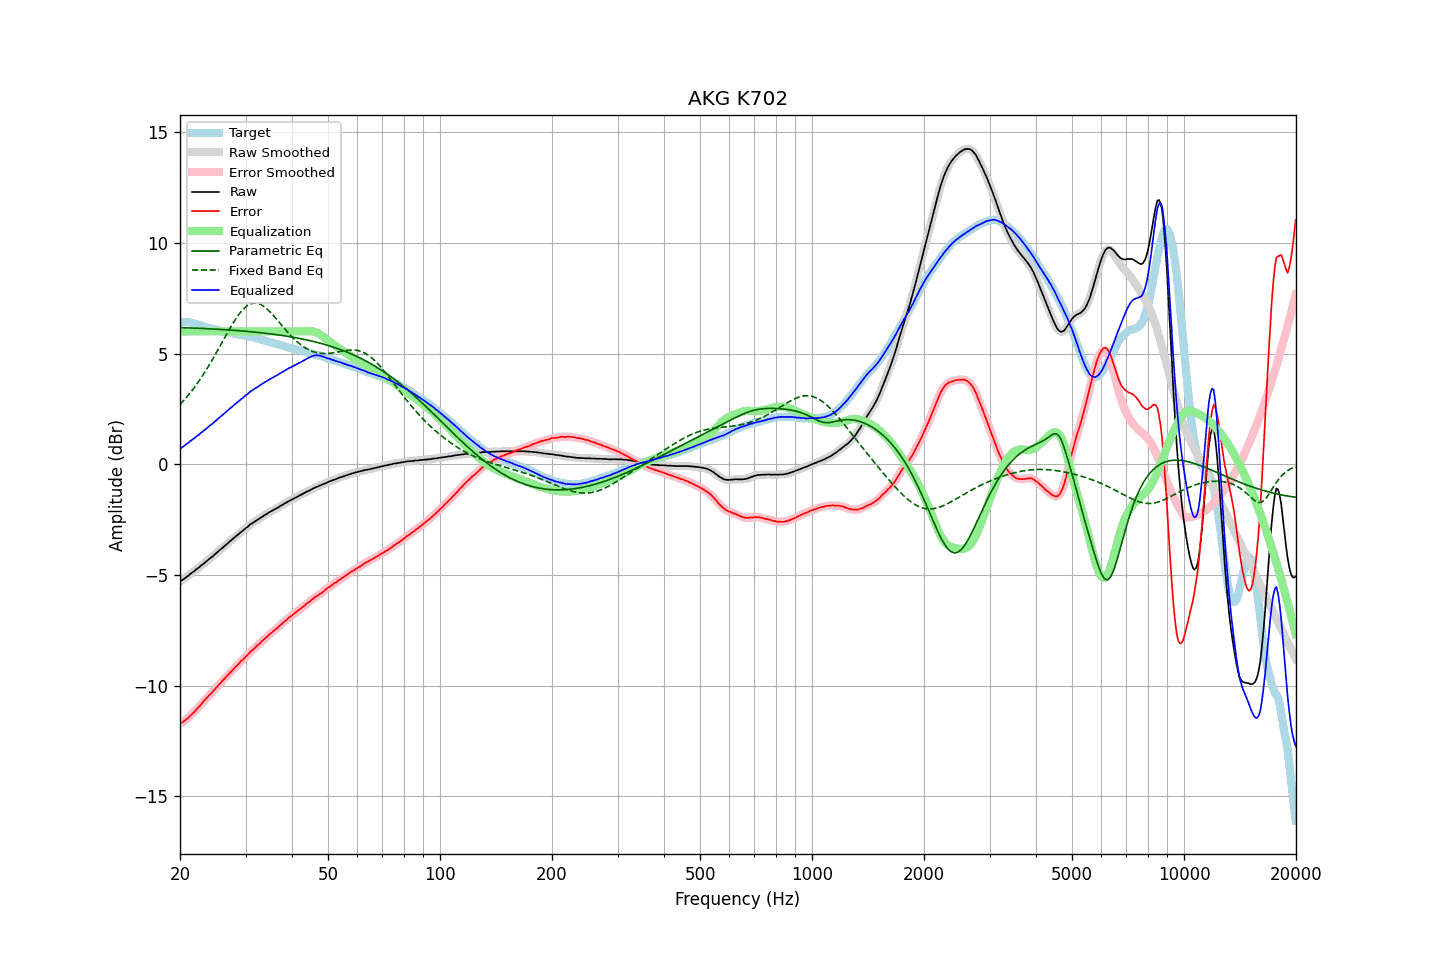 AKG K702
Target
Raw Smoothed
Error Smoothed
Raw
Error
Equalization
Parametric Eq
Fixed Band Eq
Equalized
15
10
5
0
−5
−10
−15
Amplitude (dBr)
20 50 100 200 500 1000 2000 5000 10000 20000
Frequency (Hz)